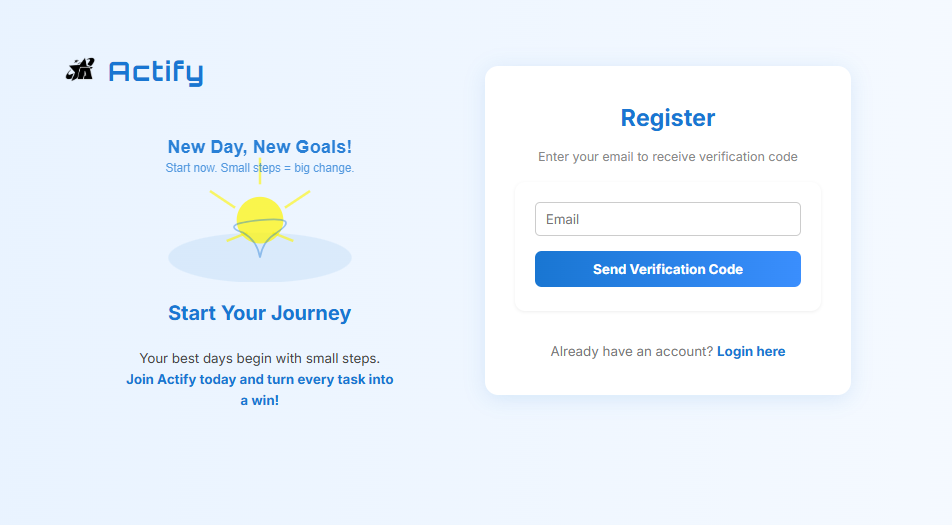 Actify
New Day, New Goals!
Start now. Small steps = big change.
Start Your Journey
Your best days begin with small steps.
Join Actify today and turn every task into
a win!
Register
Enter your email to receive verification code
Email
Send Verification Code
Already have an account? Login here